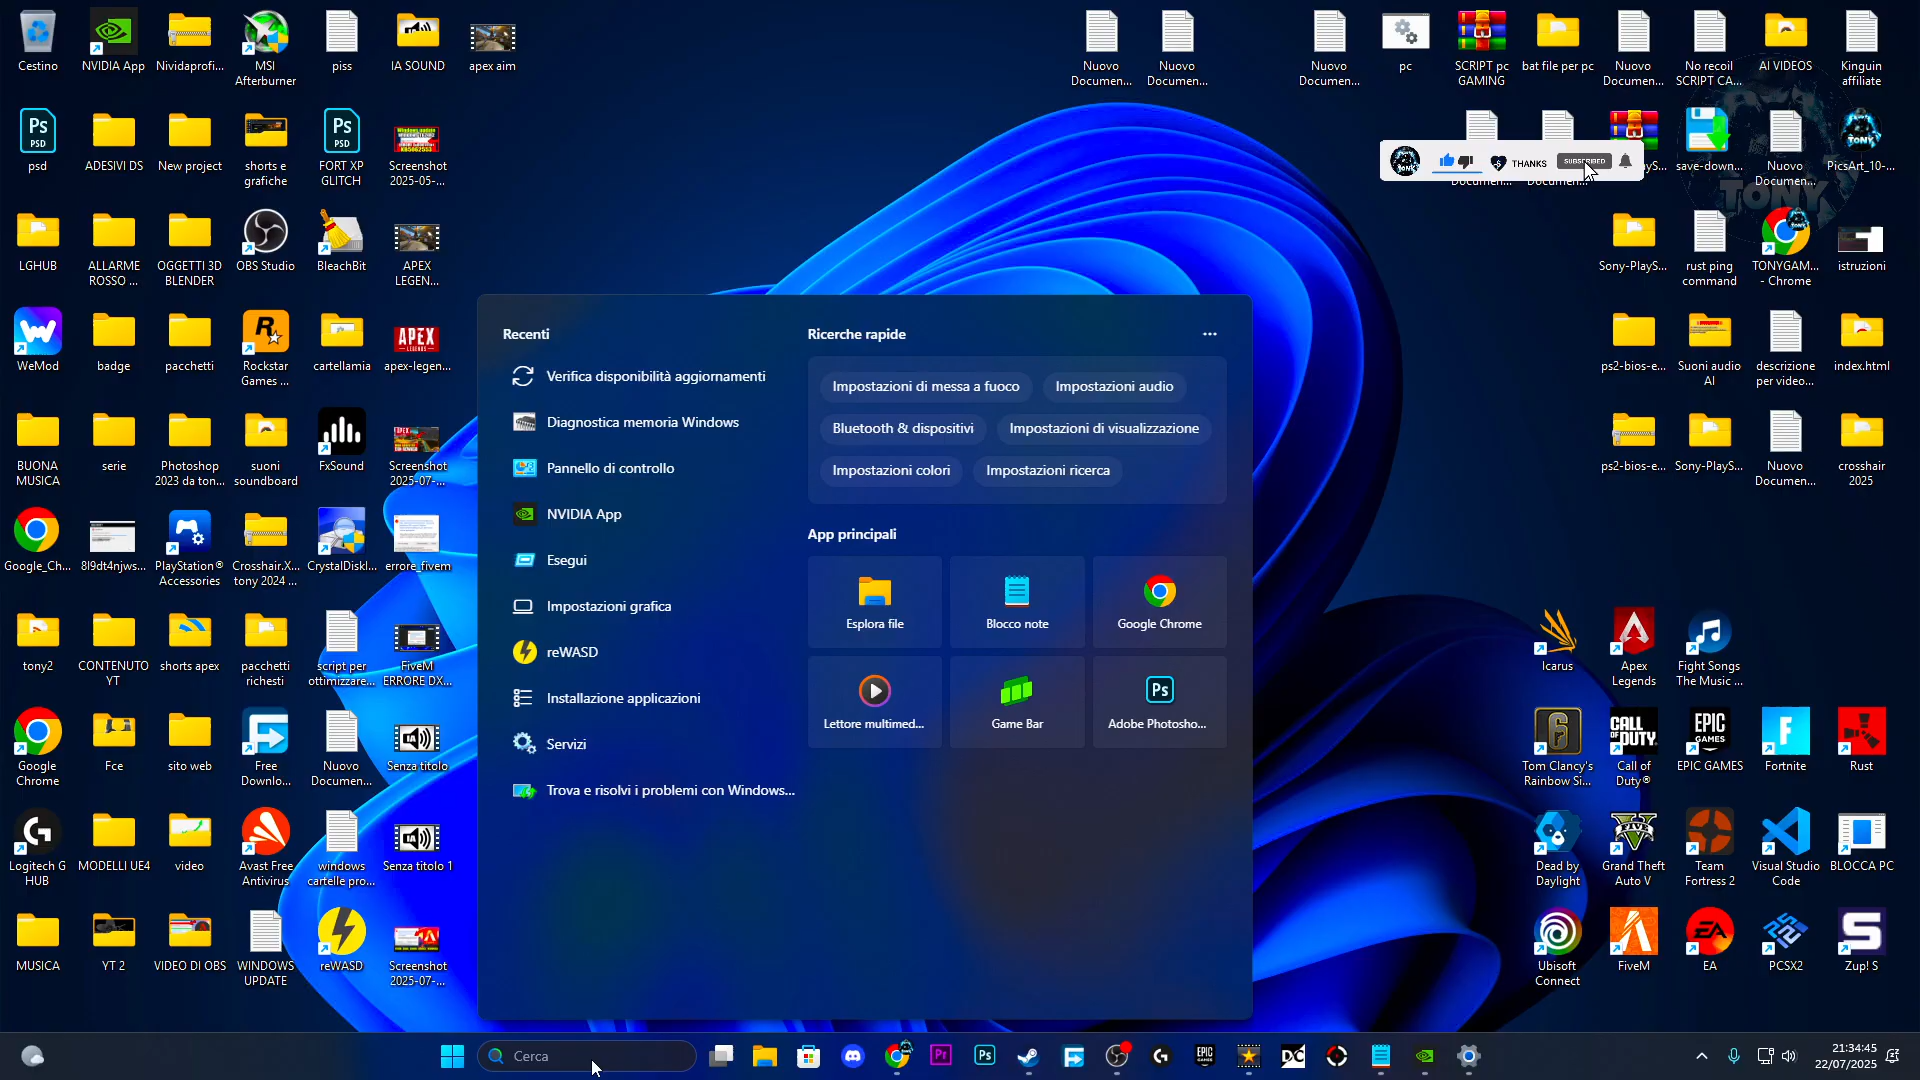 Cestino
NVIDIA App
Nividaprofi...
MSI
Afterburner
piss
IA SOUND
apex aim
Nuovo
Documen...
Nuovo
Documen...
Nuovo
Documen...
pc
SCRIPT pc
GAMING
bat file per pc
Nuovo
Documen...
No recoil
SCRIPT CA...
AI VIDEOS
Kinguin
affiliate
psd
ADESIVI DS
New project
shorts e
grafiche
FORT XP
GLITCH
Screenshot
2025-05-...
THANKS
SUBSCRIBED
Documen...
Documen...
save-down...
Nuovo
Documen...
PicsArt_10-...
TONY
LGHUB
ALLARME
ROSSO ...
OGGETTI 3D
BLENDER
OBS Studio
BleachBit
APEX
LEGEN...
Sony-PlayS...
rust ping
command
TONYGAM...
- Chrome
istruzioni
WeMod
badge
pacchetti
Rockstar
Games ...
cartellamia
apex-legen...
ps2-bios-e...
Suoni audio
AI
descrizione
per video...
index.html
BUONA
MUSICA
serie
Photoshop
2023 da ton...
suoni
soundboard
FxSound
Screenshot
2025-07-...
ps2-bios-e...
Sony-PlayS...
Nuovo
Documen...
crosshair
2025
Google_Ch...
8l9dt4njws...
PlayStation®
Accessories
Crosshair.X...
tony 2024 ...
CrystalDiskI...
errore_fivem
tony2
CONTENUTO
YT
shorts apex
pacchetti
richesti
script per
ottimizzare...
FiveM
ERRORE DX...
Icarus
Apex
Legends
Fight Songs
The Music ...
Google
Chrome
Fce
sito web
Free
Downlo...
Nuovo
Documen...
Senza titolo
Tom Clancy's
Rainbow Si...
Call of
Duty®
EPIC GAMES
Fortnite
Rust
Logitech G
HUB
MODELLI UE4
video
Avast Free
Antivirus
windows
cartelle pro...
Senza titolo 1
Dead by
Daylight
Grand Theft
Auto V
Team
Fortress 2
Visual Studio
Code
BLOCCA PC
MUSICA
YT 2
VIDEO DI OBS
WINDOWS
UPDATE
reWASD
Screenshot
2025-07-...
Ubisoft
Connect
FiveM
EA
PCSX2
Zup! S
Recenti
Verifica disponibilità aggiornamenti
Diagnostica memoria Windows
Pannello di controllo
NVIDIA App
Esegui
Impostazioni grafica
reWASD
Installazione applicazioni
Servizi
Trova e risolvi i problemi con Windows...
Ricerche rapide
Impostazioni di messa a fuoco
Impostazioni audio
Bluetooth & dispositivi
Impostazioni di visualizzazione
Impostazioni colori
Impostazioni ricerca
App principali
Esplora file
Blocco note
Google Chrome
Lettore multimed...
Game Bar
Adobe Photosho...
Cerca
21:34:45
22/07/2025